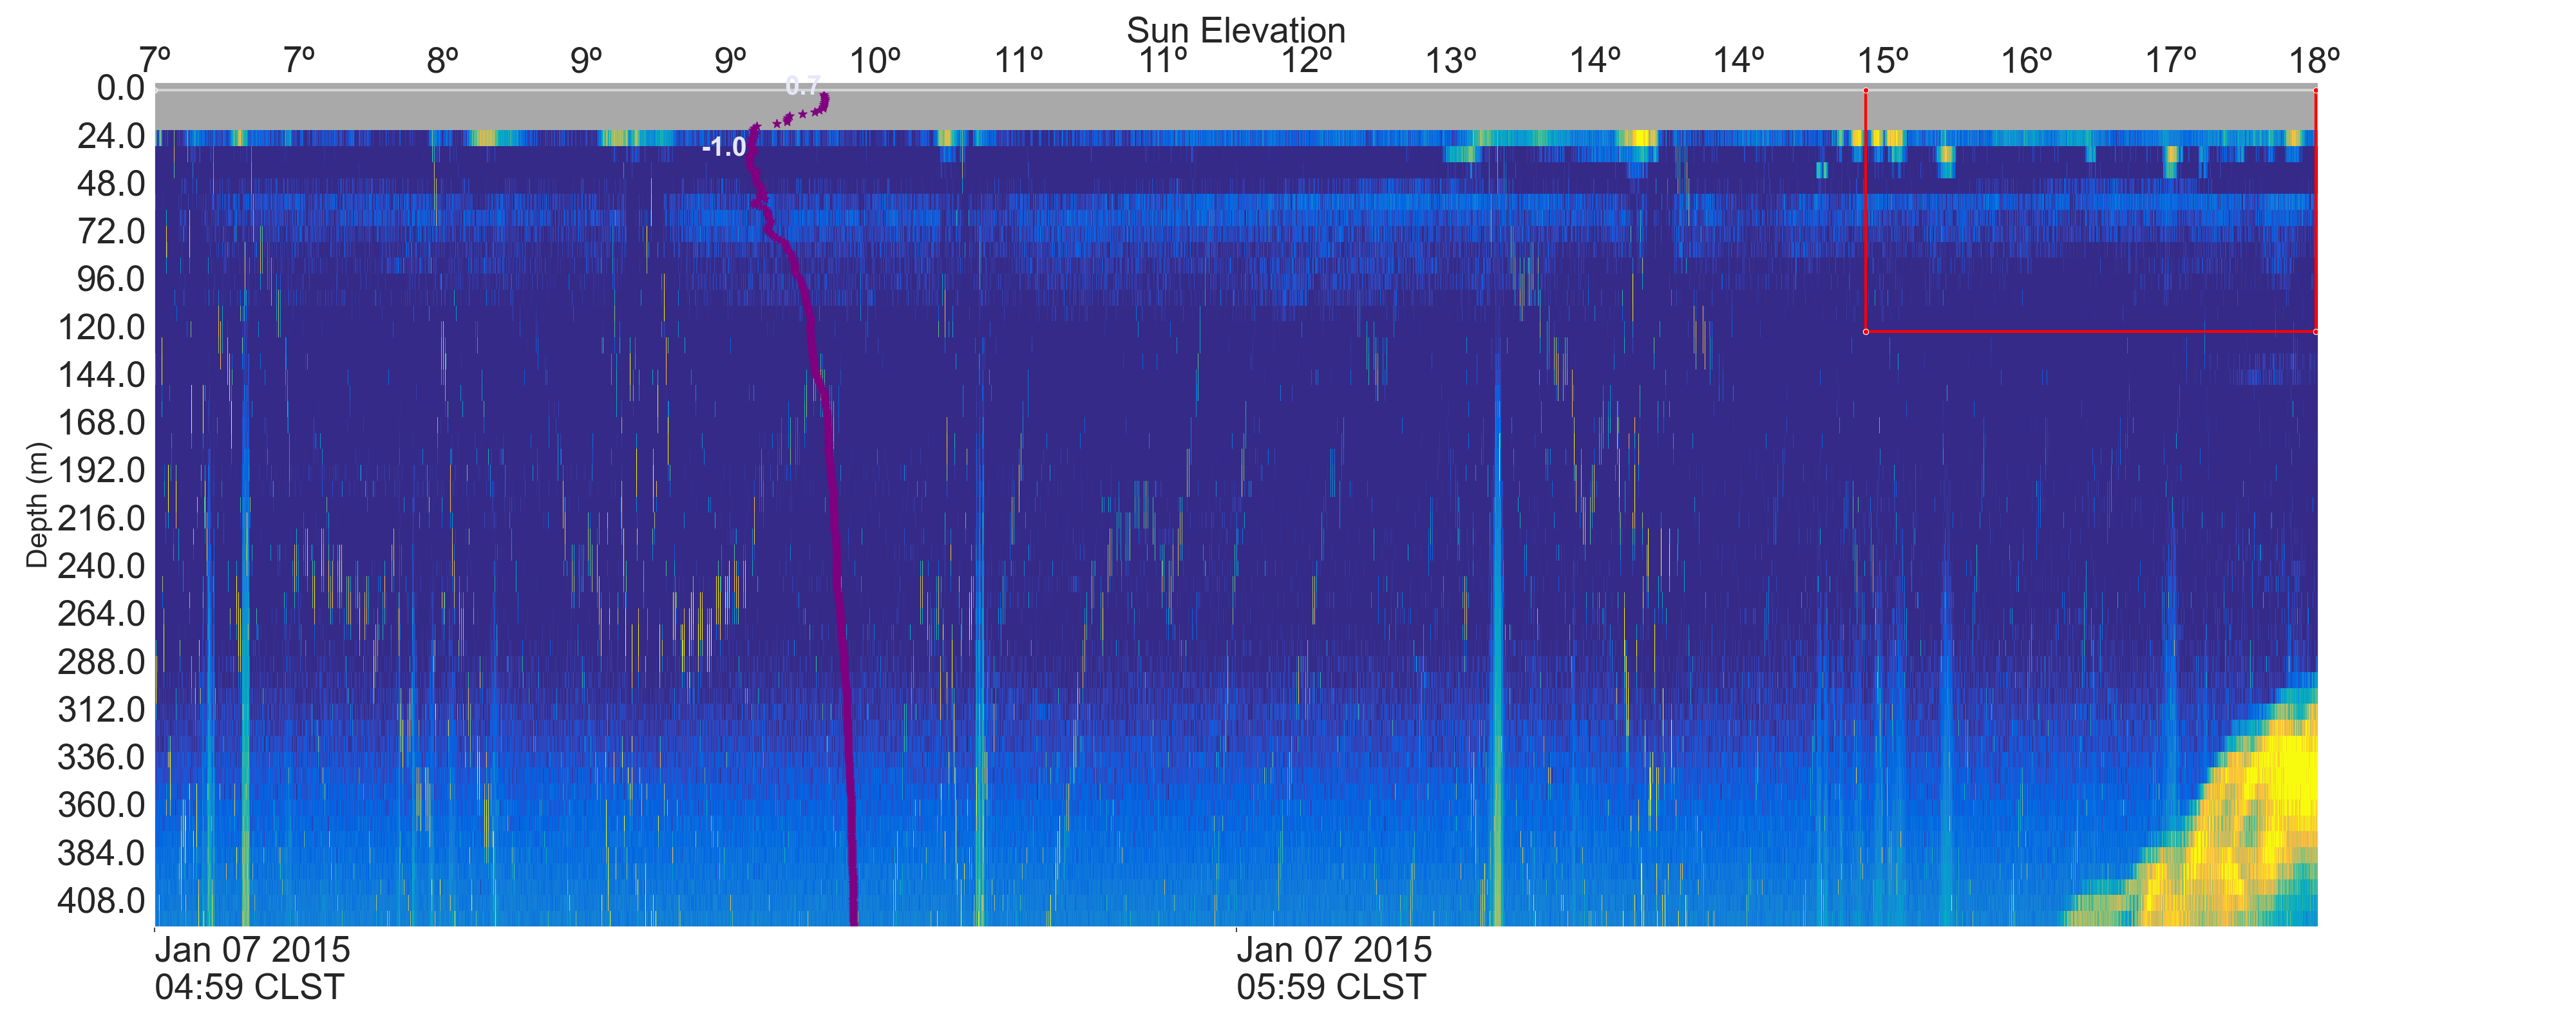 Sun Elevation
7º 7º 8º 9º 9º 10º 11º 11º 12º 13º 14º 14º 15º 16º 17º 18º
0.7
0.0
24.0
-1.0
48.0
72.0
96.0
120.0
144.0
168.0
192.0
216.0
240.0
264.0
288.0
312.0
336.0
360.0
384.0
408.0
Depth (m)
Jan 07 2015
04:59 CLST
Jan 07 2015
05:59 CLST